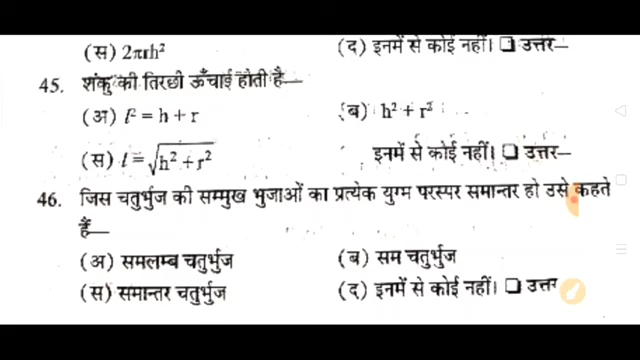 (स) 2πrh² (द) इनमें से कोई नहीं। ❑ उत्तर—
45. शंकु की तिरछी ऊँचाई होती है—
(अ) l² = h + r (ब) h² + r²
(स) l = √h² + r² इनमें से कोई नहीं। ❑ उत्तर—
46. जिस चतुर्भुज की सम्मुख भुजाओं का प्रत्येक युग्म परस्पर समान्तर हो उसे कहते
हैं—
(अ) समलम्ब चतुर्भुज (ब) सम चतुर्भुज
(स) समान्तर चतुर्भुज (द) इनमें से कोई नहीं। ❑ उत्तर